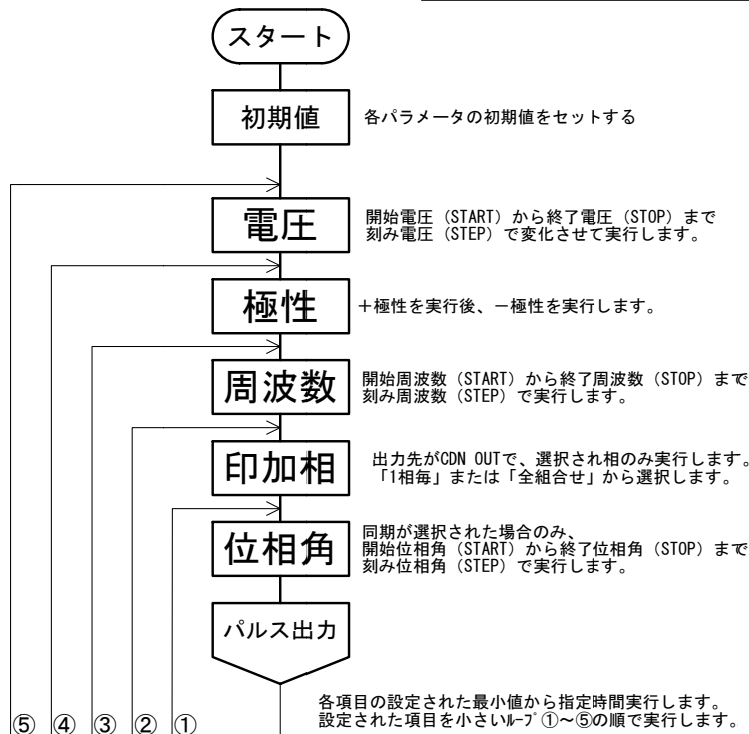 スタート
初期値
各パラメータの初期値をセットする
電圧
開始電圧（START）から終了電圧（STOP）まで
刻み電圧（STEP）で変化させて実行します。
極性
＋極性を実行後、－極性を実行します。
周波数
開始周波数（START）から終了周波数（STOP）まで
刻み周波数（STEP）で実行します。
印加相
出力先がCDN OUTで、選択され相のみ実行します。
「1相毎」または「全組合せ」から選択します。
位相角
同期が選択された場合のみ、
開始位相角（START）から終了位相角（STOP）まで
刻み位相角（STEP）で実行します。
パルス出力
各項目の設定された最小値から指定時間実行します。
設定された項目を小さいﾙｰﾌﾟ①～⑤の順で実行します。
⑤ ④ ③ ② ①